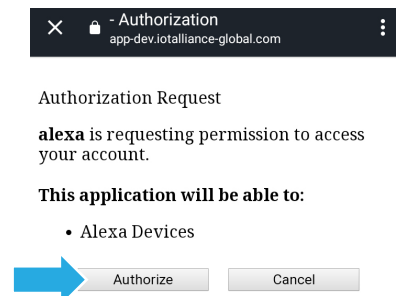 - Authorization
app-dev.iotalliance-global.com
Authorization Request
alexa is requesting permission to access
your account.
This application will be able to:
• Alexa Devices
Authorize Cancel